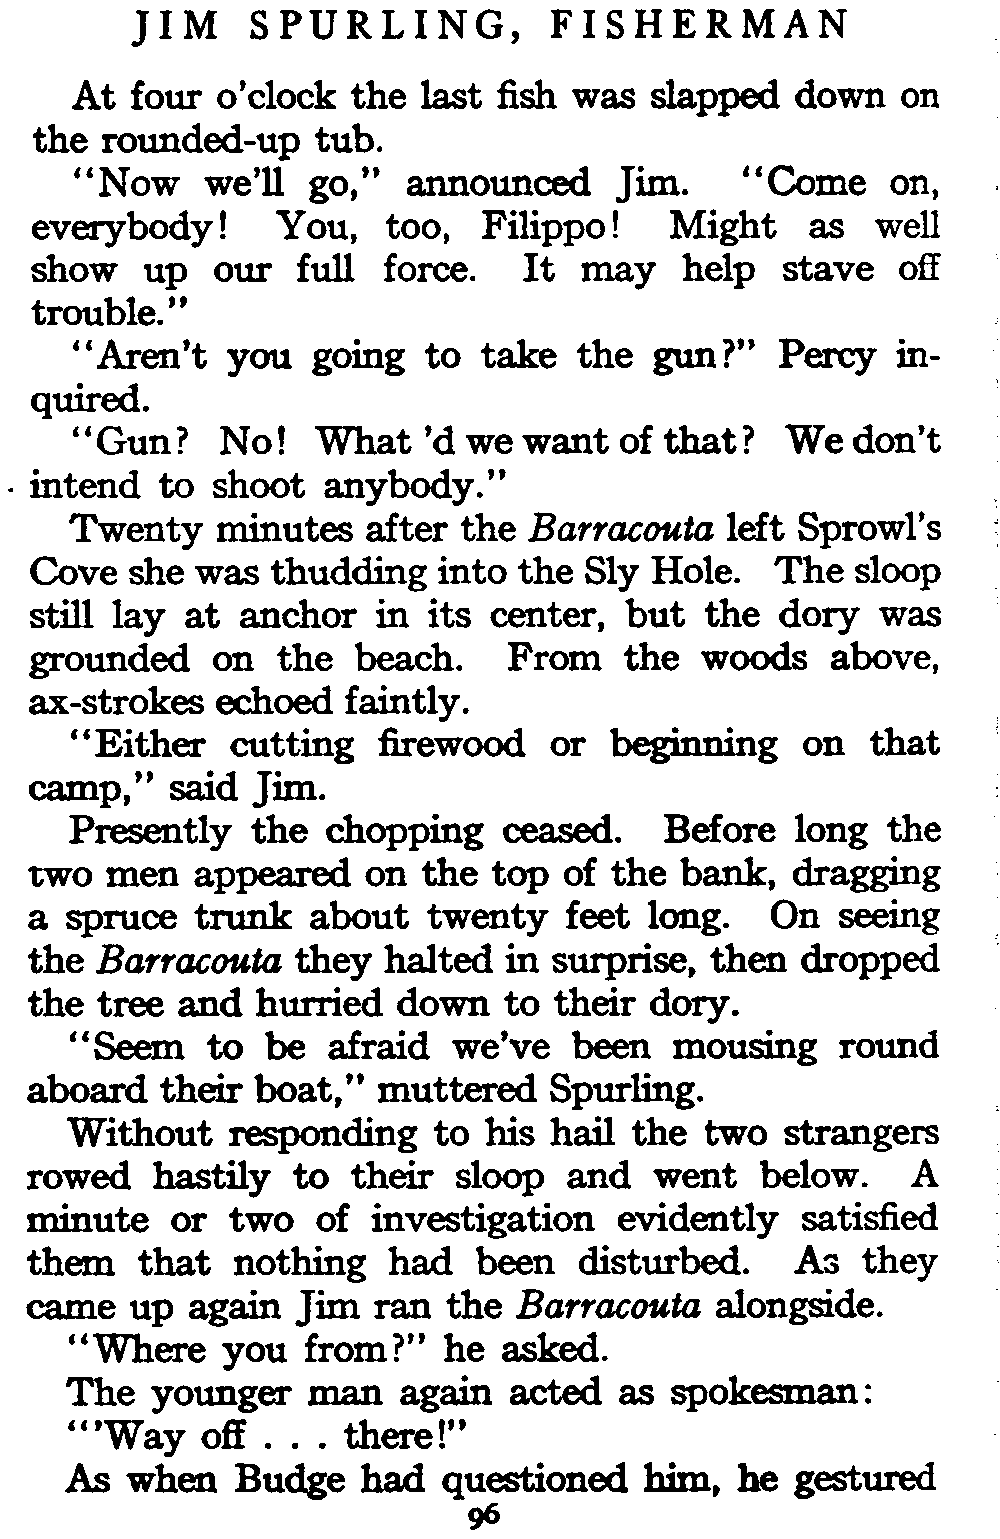 JIM SPURLING, FISHERMAN
At four o'clock the last fish was slapped down on
the rounded-up tub.
"Now we'll go," announced Jim. "Come on,
everybody! You, too, Filippo! Might as well
show up our full force. It may help stave off
trouble."
"Aren't you going to take the gun?" Percy in-
quired.
"Gun? No! What 'd we want of that? We don't
intend to shoot anybody."
Twenty minutes after the Barracouta left Sprowl's
Cove she was thudding into the Sly Hole. The sloop
still lay at anchor in its center, but the dory was
grounded on the beach. From the woods above,
ax-strokes echoed faintly.
"Either cutting firewood or beginning on that
camp," said Jim.
Presently the chopping ceased. Before long the
two men appeared on the top of the bank, dragging
a spruce trunk about twenty feet long. On seeing
the Barracouta they halted in surprise, then dropped
the tree and hurried down to their dory.
"Seem to be afraid we've been mousing round
aboard their boat," muttered Spurling.
Without responding to his hail the two strangers
rowed hastily to their sloop and went below. A
minute or two of investigation evidently satisfied
them that nothing had been disturbed. As they
came up again Jim ran the Barracouta alongside.
"Where you from?" he asked.
The younger man again acted as spokesman:
"'Way off . . . there!"
As when Budge had questioned him, he gestured
96